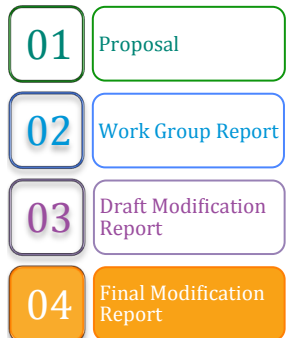 01
Proposal
02
Work Group Report
03
Draft Modification
Report
04
Final Modification
Report